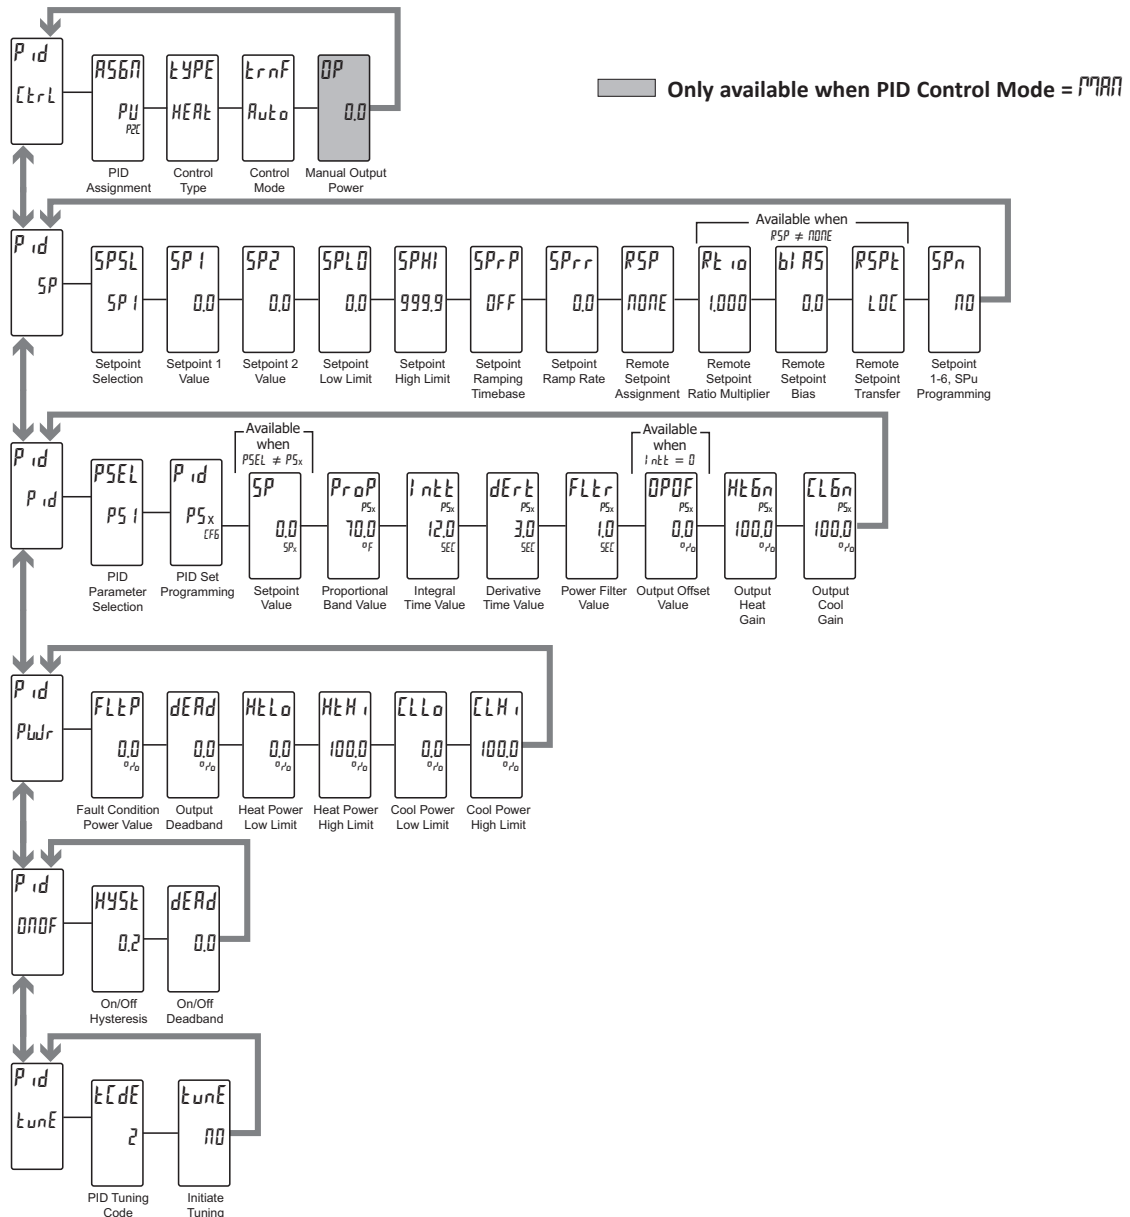 Pid
CtrL
ASGN
PV
P2C
PID
Assignment
tYPE
HEAt
Control
Type
trnF
Auto
Control
Mode
OP
0.0
Manual Output
Power
Only available when PID Control Mode = MAN
Pid
SP
Available when
RSP ≠ NONE
SPSL
SP1
Setpoint
Selection
SP1
0.0
Setpoint 1
Value
SP2
0.0
Setpoint 2
Value
SPLO
0.0
Setpoint
Low Limit
SPHI
999.9
Setpoint
High Limit
SPrP
OFF
Setpoint
Ramping
Timebase
SPrr
0.0
Setpoint
Ramp Rate
RSP
NONE
Remote
Setpoint
Assignment
Rtio
1.000
Remote
Setpoint
Ratio Multiplier
bIAS
0.0
Remote
Setpoint
Bias
RSPt
LOC
Remote
Setpoint
Transfer
SPn
NO
Setpoint
1-6, SPu
Programming
Pid
Pid
PSEL
PS1
PID
Parameter
Selection
Pid
PSx
CFG
PID Set
Programming
Available
when
PSEL ≠ PSx
SP
0.0
SPx
Setpoint
Value
ProP
PSx
70.0
°F
Proportional
Band Value
Intt
PSx
12.0
SEC
Integral
Time Value
dErt
PSx
3.0
SEC
Derivative
Time Value
FLtr
PSx
1.0
SEC
Power Filter
Value
Available
when
Intt = 0
OPOF
PSx
0.0
%
Output Offset
Value
HtGn
PSx
100.0
%
Output
Heat
Gain
CLGn
PSx
100.0
%
Output
Cool
Gain
Pid
PWr
FLtP
0.0
%
Fault Condition
Power Value
dEAd
0.0
%
Output
Deadband
HtLo
0.0
%
Heat Power
Low Limit
HtHi
100.0
%
Heat Power
High Limit
CLLo
0.0
%
Cool Power
Low Limit
CLHi
100.0
%
Cool Power
High Limit
Pid
ONOF
HYSt
0.2
On/Off
Hysteresis
dEAd
0.0
On/Off
Deadband
Pid
tunE
tCdE
2
PID Tuning
Code
tunE
NO
Initiate
Tuning